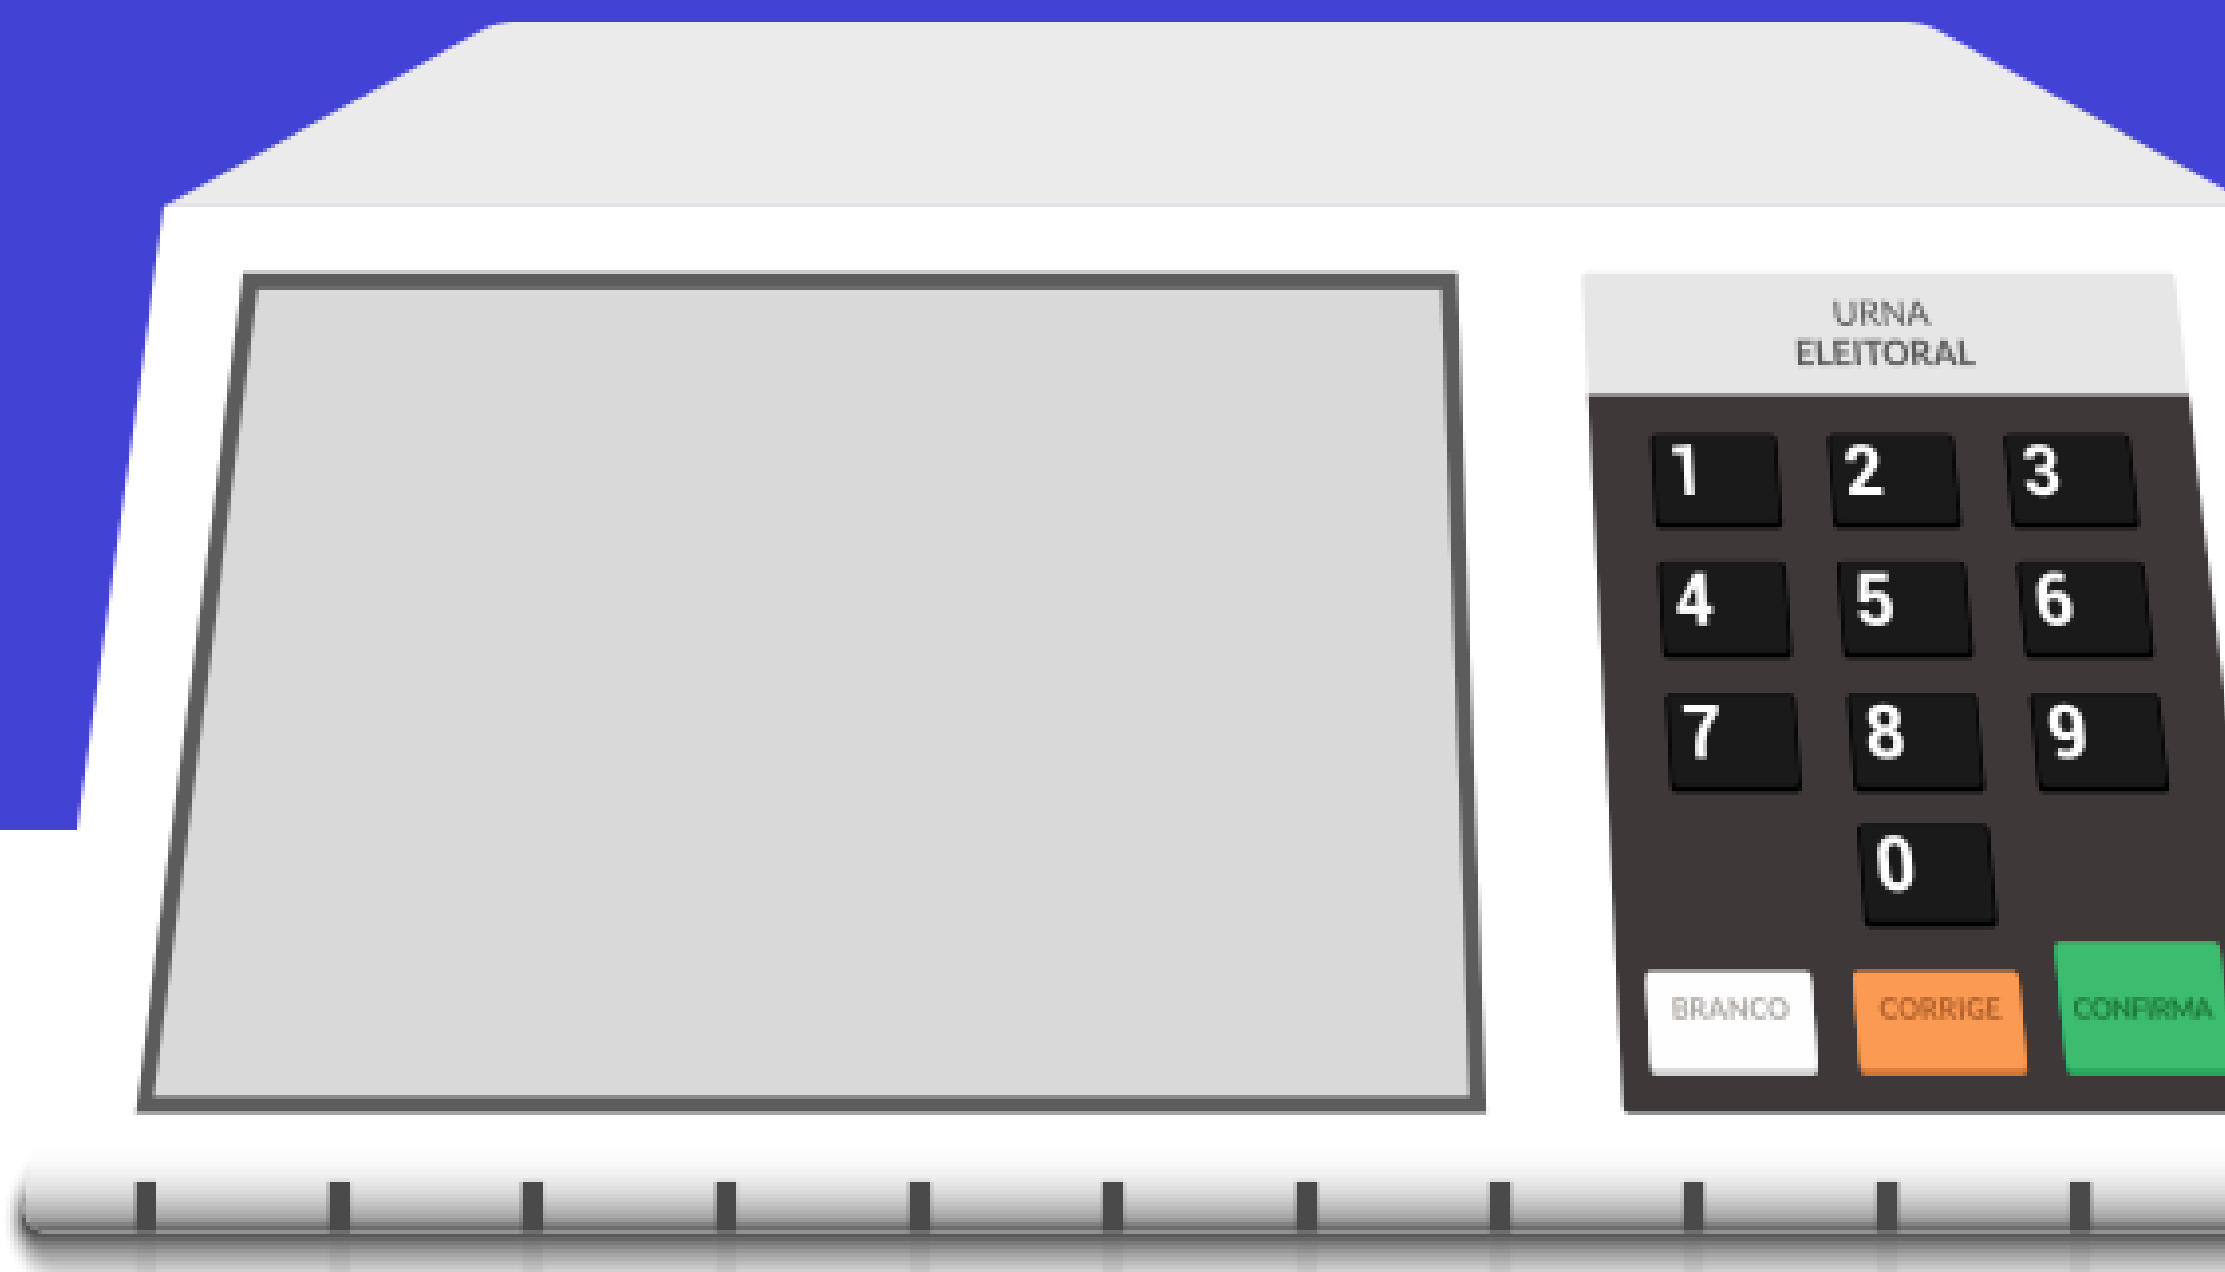 URNA
ELEITORAL
1 2 3
4 5 6
7 8 9
0
BRANCO CORRIGE CONFIRMA